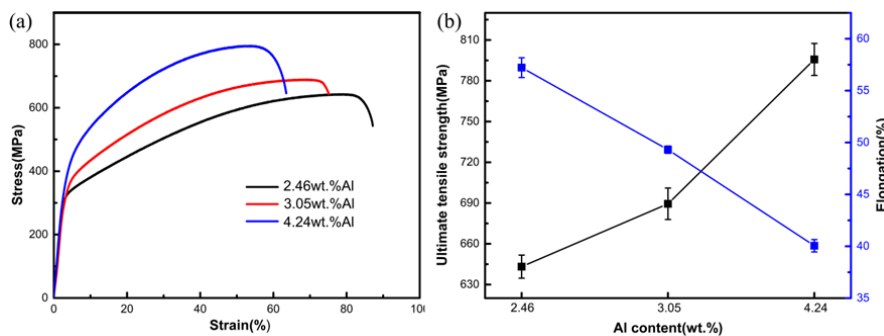 (a)
800
600
400
200
0
Stress(MPa)
2.46wt.%Al
3.05wt.%Al
4.24wt.%Al
0 20 40 60 80 100
Strain(%)
(b)
810
780
750
720
690
660
630
Ultimate tensile strength(MPa)
60
55
50
45
40
35
Elongation(%)
2.46 3.05 4.24
Al content(wt.%)